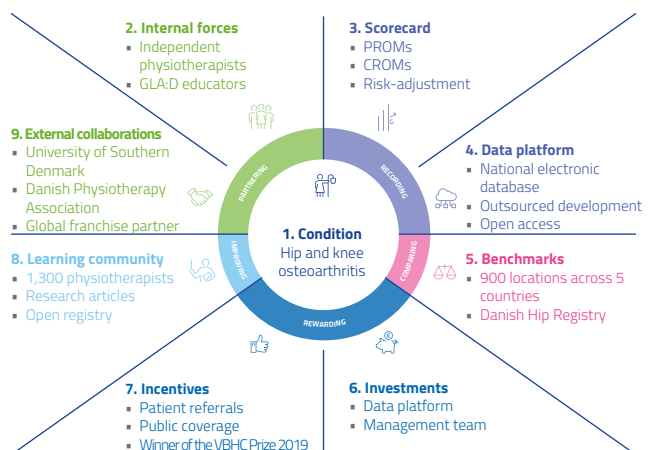 2. Internal forces
▪ Independent
physiotherapists
▪ GLA:D educators
3. Scorecard
▪ PROMs
▪ CROMs
▪ Risk-adjustment
9. External collaborations
▪ University of Southern
Denmark
▪ Danish Physiotherapy
Association
▪ Global franchise partner
PARTNERING
RECORDING
4. Data platform
▪ National electronic
database
▪ Outsourced development
▪ Open access
1. Condition
Hip and knee
osteoarthritis
8. Learning community
▪ 1,300 physiotherapists
▪ Research articles
▪ Open registry
IMPROVING
COMPARING
5. Benchmarks
▪ 900 locations across 5
countries
▪ Danish Hip Registry
REWARDING
€
7. Incentives
▪ Patient referrals
▪ Public coverage
▪ Winner of the VBHC Prize 2019
6. Investments
▪ Data platform
▪ Management team